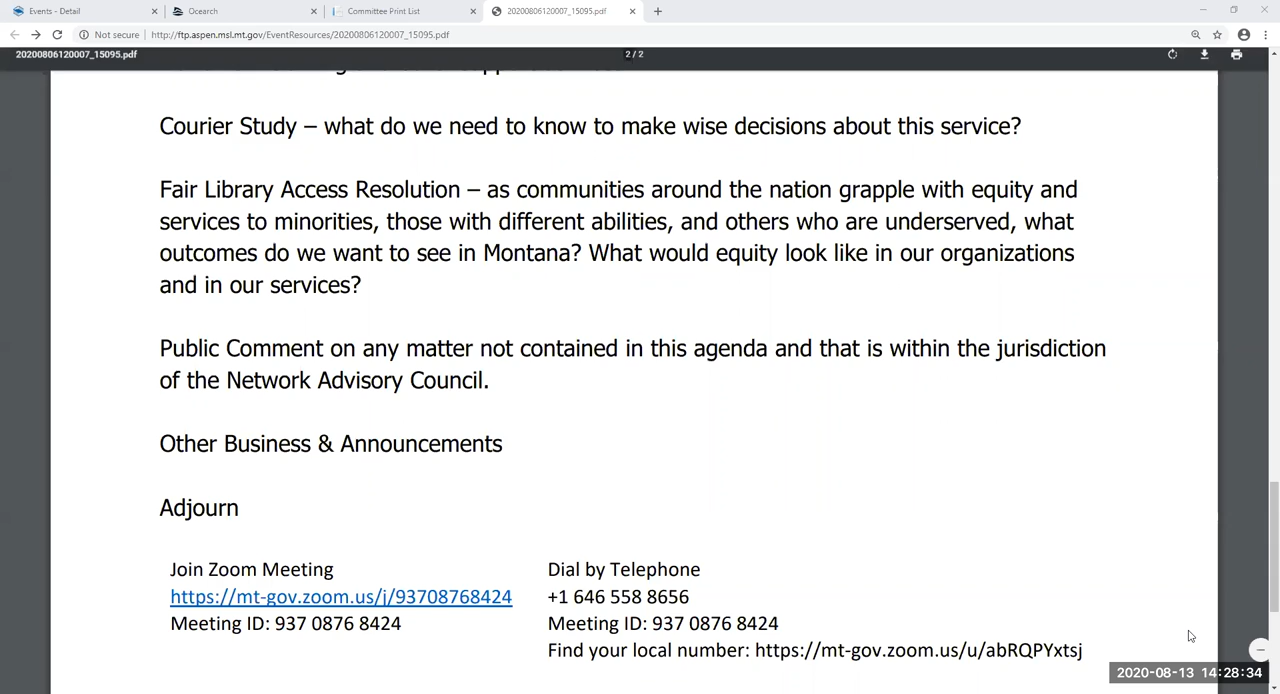 Events - Detail
Ocearch
Committee Print List
20200806120007_15095.pdf
Not secure | http://ftp.aspen.msl.mt.gov/EventResources/20200806120007_15095.pdf
20200806120007_15095.pdf
2 / 2
Courier Study – what do we need to know to make wise decisions about this service?
Fair Library Access Resolution – as communities around the nation grapple with equity and
services to minorities, those with different abilities, and others who are underserved, what
outcomes do we want to see in Montana? What would equity look like in our organizations
and in our services?
Public Comment on any matter not contained in this agenda and that is within the jurisdiction
of the Network Advisory Council.
Other Business & Announcements
Adjourn
Join Zoom Meeting
https://mt-gov.zoom.us/j/93708768424
Meeting ID: 937 0876 8424
Dial by Telephone
+1 646 558 8656
Meeting ID: 937 0876 8424
Find your local number: https://mt-gov.zoom.us/u/abRQPYxtsj
2020-08-13 14:28:34